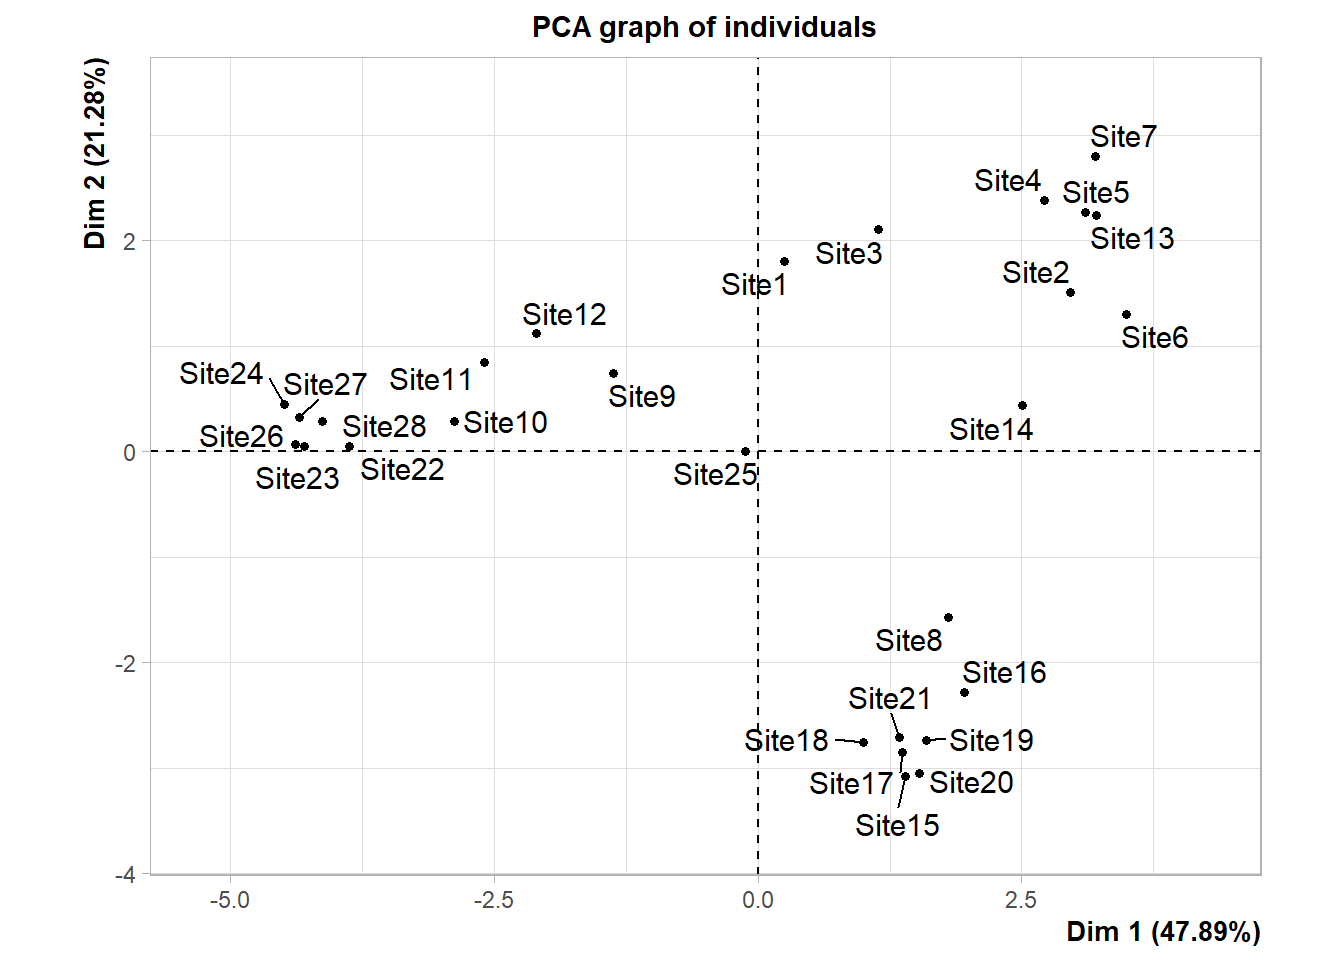 PCA graph of individuals
Dim 2 (21.28%)
Site7
Site4
Site5
Site13
Site3
Site1
Site2
Site6
Site12
Site24
Site27
Site11
Site9
Site26
Site28
Site10
Site14
Site23
Site22
Site25
Site8
Site16
Site21
Site18
Site19
Site17
Site20
Site15
2
0
-2
-4
-5.0
-2.5
0.0
2.5
Dim 1 (47.89%)